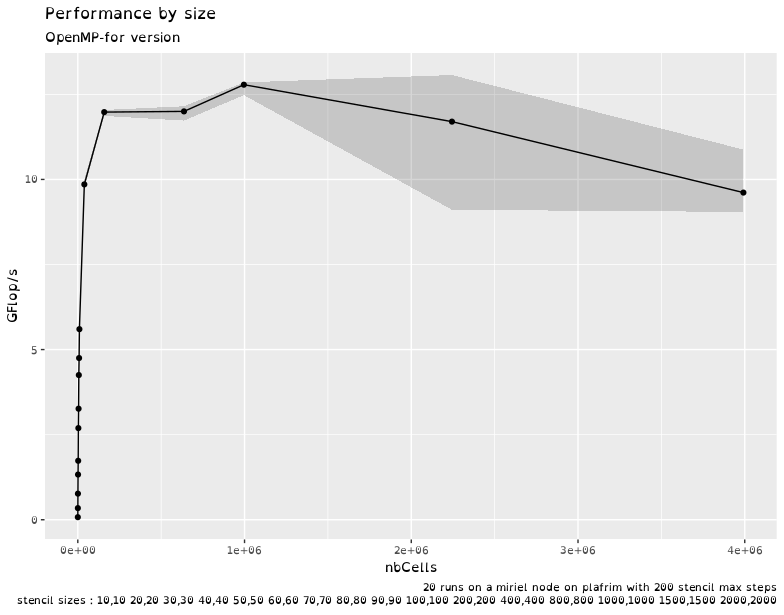 Performance by size
OpenMP-for version
GFlop/s
10
5
0
0e+00 1e+06 2e+06 3e+06 4e+06
nbCells
20 runs on a miriel node on plafrim with 200 stencil max steps
stencil sizes : 10,10 20,20 30,30 40,40 50,50 60,60 70,70 80,80 90,90 100,100 200,200 400,400 800,800 1000,1000 1500,1500 2000,2000